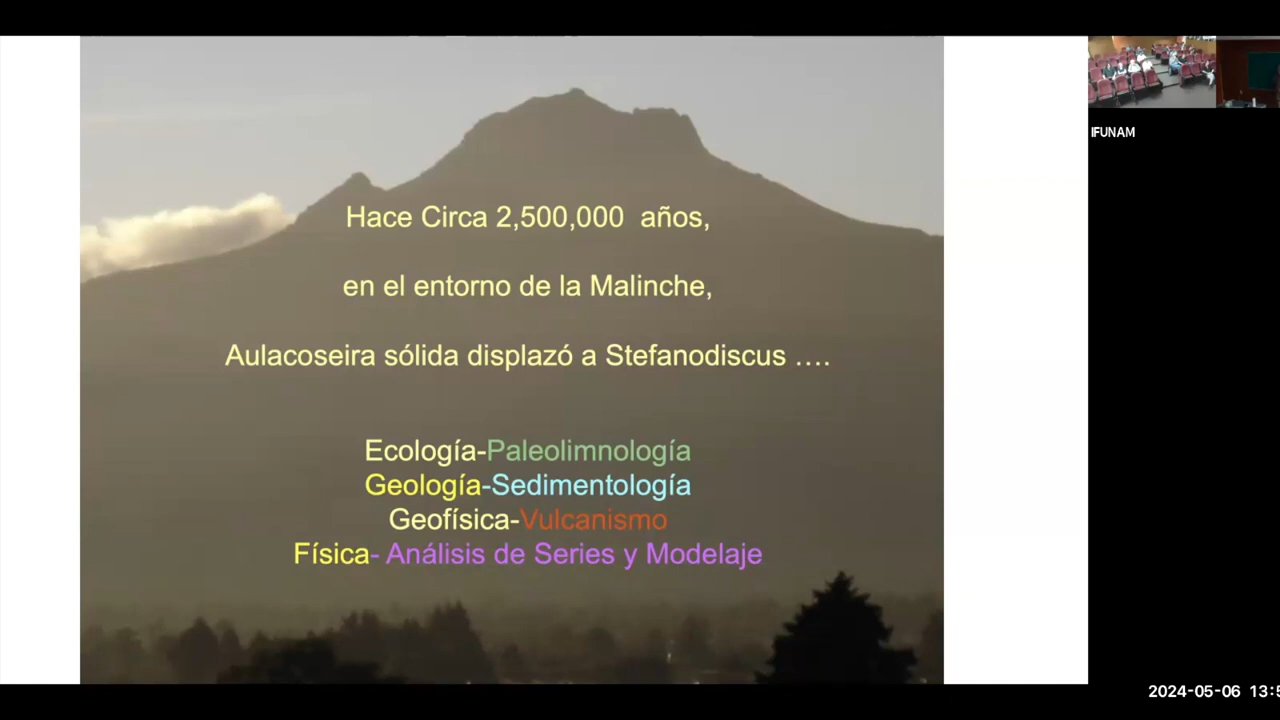 Hace Circa 2,500,000 años,
en el entorno de la Malinche,
Aulacoseira sólida displazó a Stefanodiscus ....
Ecología-Paleolimnología
Geología-Sedimentología
Geofísica-Vulcanismo
Física- Análisis de Series y Modelaje
IFUNAM
2024-05-06 13:5